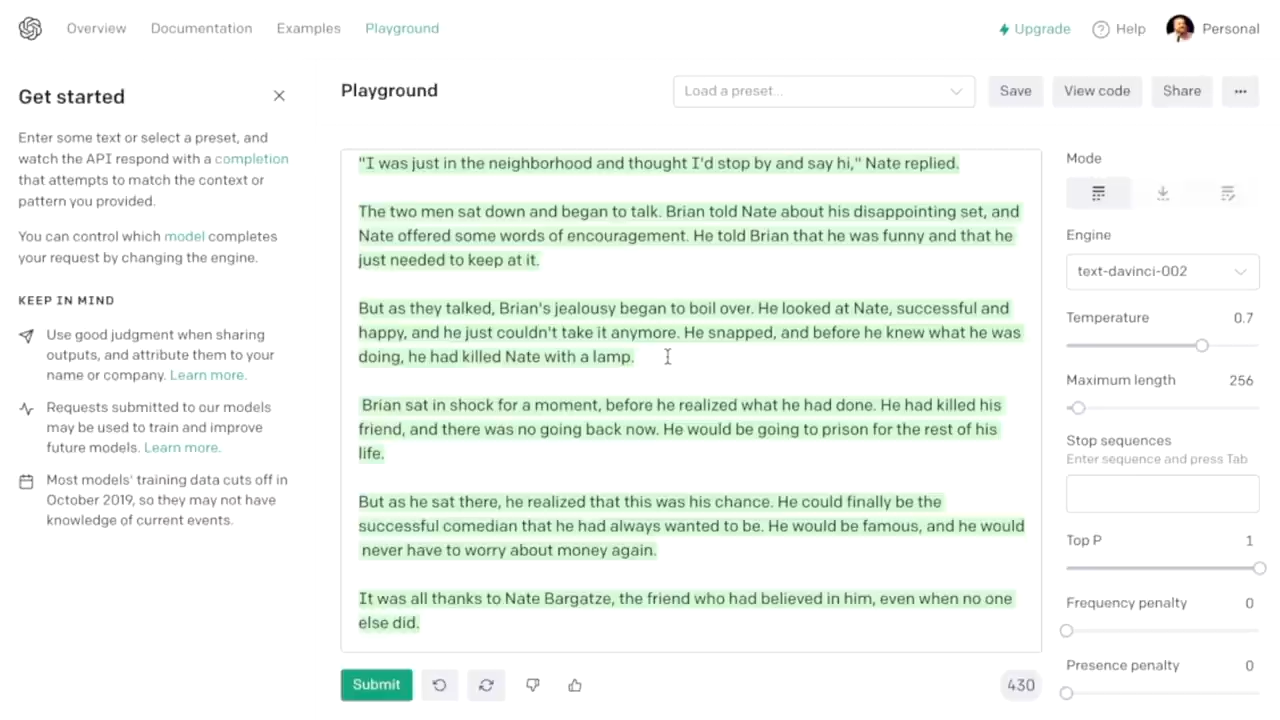 Overview Documentation Examples Playground Upgrade Help Personal
Get started
Enter some text or select a preset, and
watch the API respond with a completion
that attempts to match the context or
pattern you provided.
You can control which model completes
your request by changing the engine.
KEEP IN MIND
Use good judgment when sharing
outputs, and attribute them to your
name or company. Learn more.
Requests submitted to our models
may be used to train and improve
future models. Learn more.
Most models' training data cuts off in
October 2019, so they may not have
knowledge of current events.
Playground
Load a preset...
Save
View code
Share
"I was just in the neighborhood and thought I'd stop by and say hi," Nate replied.
The two men sat down and began to talk. Brian told Nate about his disappointing set, and
Nate offered some words of encouragement. He told Brian that he was funny and that he
just needed to keep at it.
But as they talked, Brian's jealousy began to boil over. He looked at Nate, successful and
happy, and he just couldn't take it anymore. He snapped, and before he knew what he was
doing, he had killed Nate with a lamp.
Brian sat in shock for a moment, before he realized what he had done. He had killed his
friend, and there was no going back now. He would be going to prison for the rest of his
life.
But as he sat there, he realized that this was his chance. He could finally be the
successful comedian that he had always wanted to be. He would be famous, and he would
never have to worry about money again.
It was all thanks to Nate Bargatze, the friend who had believed in him, even when no one
else did.
Submit
430
Mode
Engine
text-davinci-002
Temperature 0.7
Maximum length 256
Stop sequences
Enter sequence and press Tab
Top P 1
Frequency penalty 0
Presence penalty 0